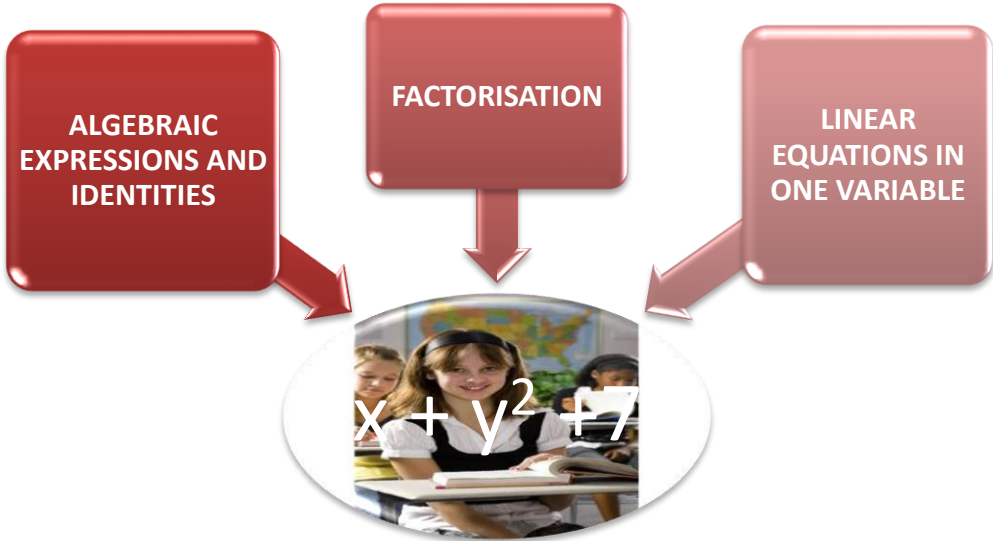 ALGEBRAIC
EXPRESSIONS AND
IDENTITIES
FACTORISATION
LINEAR
EQUATIONS IN
ONE VARIABLE
x + y² +7